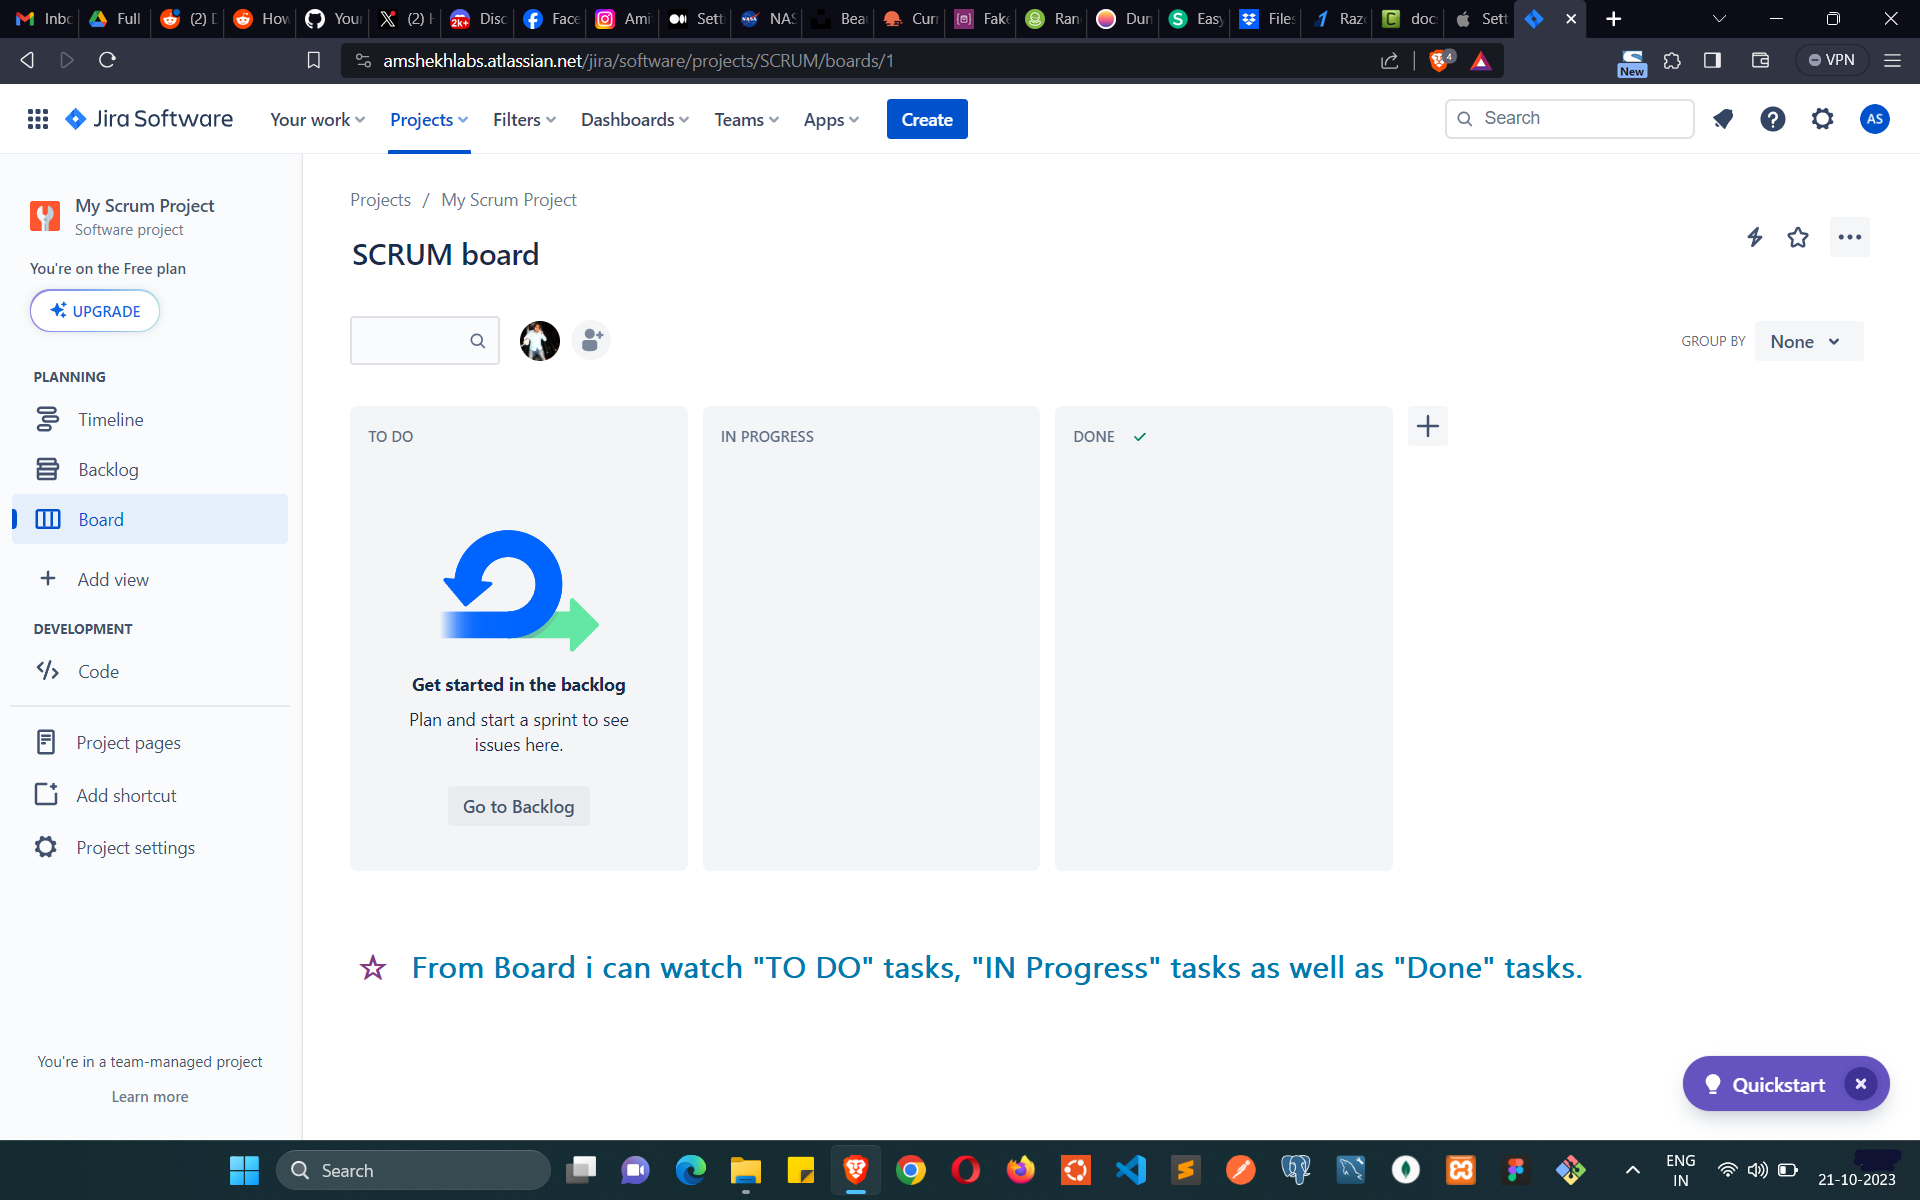 Inbo
Full
(2) D
How
You
(2) H
2K+
Disc
Face
Ami
Sett
NAS
Bea
Curr
Fake
Ran
Dun
Easy
Files
Razo
doc
Sett
amshekhlabs.atlassian.net/jira/software/projects/SCRUM/boards/1
4
New
VPN
Jira Software
Your work
Projects
Filters
Dashboards
Teams
Apps
Create
Search
AS
My Scrum Project
Software project
You're on the Free plan
UPGRADE
PLANNING
Timeline
Backlog
Board
Add view
DEVELOPMENT
Code
Project pages
Add shortcut
Project settings
You're in a team-managed project
Learn more
Projects / My Scrum Project
SCRUM board
GROUP BY
None
TO DO
IN PROGRESS
DONE
Get started in the backlog
Plan and start a sprint to see
issues here.
Go to Backlog
From Board i can watch "TO DO" tasks, "IN Progress" tasks as well as "Done" tasks.
Quickstart
Search
ENG
IN
21-10-2023